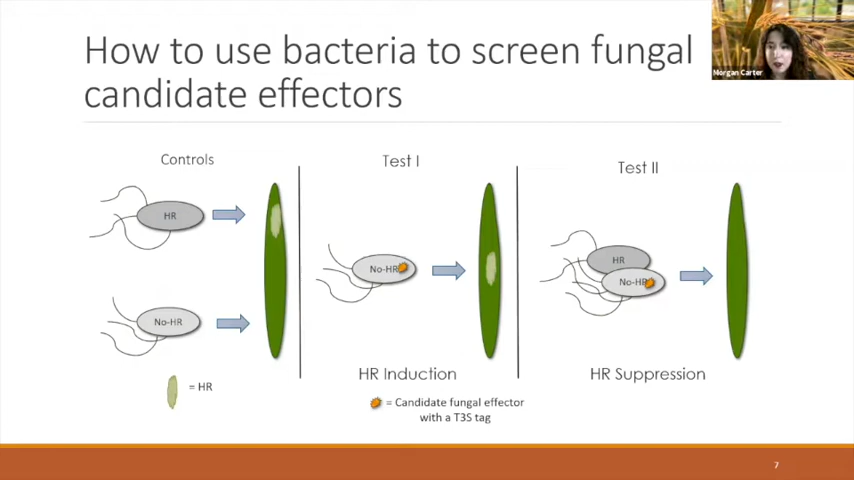 How to use bacteria to screen fungal
candidate effectors
Morgan Carter
Controls
HR
No-HR
= HR
Test I
No-HR
HR Induction
= Candidate fungal effector
with a T3S tag
Test II
HR
No-HR
HR Suppression
7